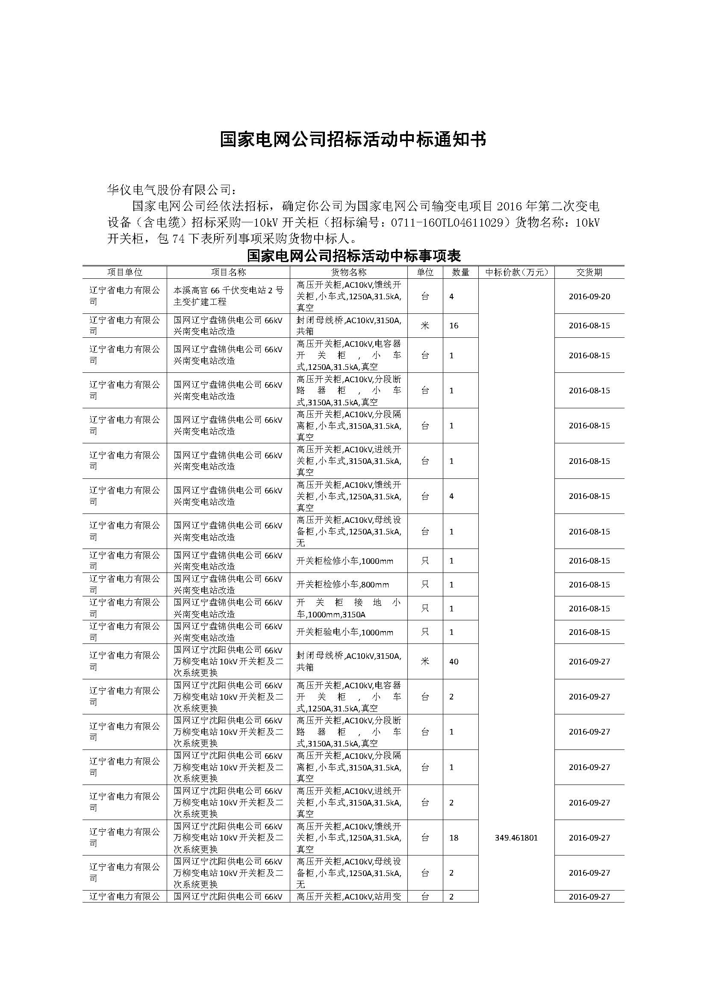 国家电网公司招标活动中标通知书
华仪电气股份有限公司：
国家电网公司经依法招标，确定你公司为国家电网公司输变电项目 2016 年第二次变电
设备（含电缆）招标采购—10kV 开关柜（招标编号：0711-16OTL04611029）货物名称：10kV
开关柜，包 74 下表所列事项采购货物中标人。
国家电网公司招标活动中标事项表
项目单位 项目名称 货物名称 单位 数量 中标价款（万元） 交货期
辽宁省电力有限公
司
本溪高官 66 千伏变电站 2 号
主变扩建工程
高压开关柜,AC10kV,馈线开
关柜,小车式,1250A,31.5kA,
真空
台 4 2016-09-20
辽宁省电力有限公
司
国网辽宁盘锦供电公司 66kV
兴南变电站改造
封闭母线桥,AC10kV,3150A,
共箱
米 16 2016-08-15
辽宁省电力有限公
司
国网辽宁盘锦供电公司 66kV
兴南变电站改造
高压开关柜,AC10kV,电容器
开关柜,小车
式,1250A,31.5kA,真空
台 1 2016-08-15
辽宁省电力有限公
司
国网辽宁盘锦供电公司 66kV
兴南变电站改造
高压开关柜,AC10kV,分段断
路器柜,小车
式,3150A,31.5kA,真空
台 1 2016-08-15
辽宁省电力有限公
司
国网辽宁盘锦供电公司 66kV
兴南变电站改造
高压开关柜,AC10kV,分段隔
离柜,小车式,3150A,31.5kA,
真空
台 1 2016-08-15
辽宁省电力有限公
司
国网辽宁盘锦供电公司 66kV
兴南变电站改造
高压开关柜,AC10kV,进线开
关柜,小车式,3150A,31.5kA,
真空
台 1 2016-08-15
辽宁省电力有限公
司
国网辽宁盘锦供电公司 66kV
兴南变电站改造
高压开关柜,AC10kV,馈线开
关柜,小车式,1250A,31.5kA,
真空
台 4 2016-08-15
辽宁省电力有限公
司
国网辽宁盘锦供电公司 66kV
兴南变电站改造
高压开关柜,AC10kV,母线设
备柜,小车式,1250A,31.5kA,
无
台 1 2016-08-15
辽宁省电力有限公
司
国网辽宁盘锦供电公司 66kV
兴南变电站改造
开关柜检修小车,1000mm
只 1 2016-08-15
辽宁省电力有限公
司
国网辽宁盘锦供电公司 66kV
兴南变电站改造
开关柜检修小车,800mm
只 1 2016-08-15
辽宁省电力有限公
司
国网辽宁盘锦供电公司 66kV
兴南变电站改造
开关柜接地小
车,1000mm,3150A
只 1 2016-08-15
辽宁省电力有限公
司
国网辽宁盘锦供电公司 66kV
兴南变电站改造
开关柜验电小车,1000mm
只 1 2016-08-15
辽宁省电力有限公
司
国网辽宁沈阳供电公司 66kV
万柳变电站 10kV 开关柜及二
次系统更换
封闭母线桥,AC10kV,3150A,
共箱
米 40 2016-09-27
辽宁省电力有限公
司
国网辽宁沈阳供电公司 66kV
万柳变电站 10kV 开关柜及二
次系统更换
高压开关柜,AC10kV,电容器
开关柜,小车
式,1250A,31.5kA,真空
台 2 2016-09-27
辽宁省电力有限公
司
国网辽宁沈阳供电公司 66kV
万柳变电站 10kV 开关柜及二
次系统更换
高压开关柜,AC10kV,分段断
路器柜,小车
式,3150A,31.5kA,真空
台 1 2016-09-27
辽宁省电力有限公
司
国网辽宁沈阳供电公司 66kV
万柳变电站 10kV 开关柜及二
次系统更换
高压开关柜,AC10kV,分段隔
离柜,小车式,3150A,31.5kA,
真空
台 1 2016-09-27
辽宁省电力有限公
司
国网辽宁沈阳供电公司 66kV
万柳变电站 10kV 开关柜及二
次系统更换
高压开关柜,AC10kV,进线开
关柜,小车式,3150A,31.5kA,
真空
台 2 2016-09-27
辽宁省电力有限公
司
国网辽宁沈阳供电公司 66kV
万柳变电站 10kV 开关柜及二
次系统更换
高压开关柜,AC10kV,馈线开
关柜,小车式,1250A,31.5kA,
真空
台 18 349.461801 2016-09-27
辽宁省电力有限公
司
国网辽宁沈阳供电公司 66kV
万柳变电站 10kV 开关柜及二
次系统更换
高压开关柜,AC10kV,母线设
备柜,小车式,1250A,31.5kA,
无
台 2 2016-09-27
辽宁省电力有限公 国网辽宁沈阳供电公司 66kV 高压开关柜,AC10kV,站用变 台 2 2016-09-27